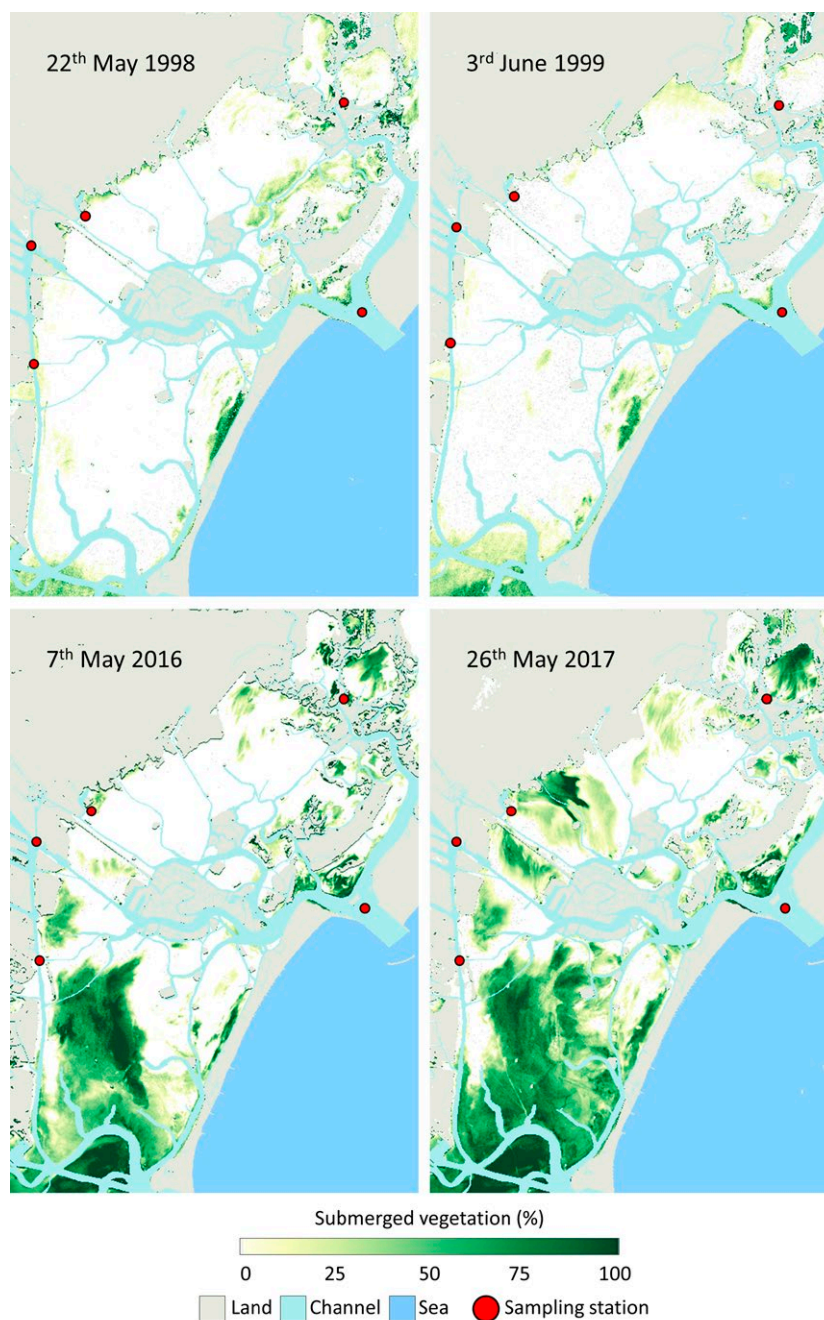 22th May 1998
3rd June 1999
7th May 2016
26th May 2017
Submerged vegetation (%)
0 25 50 75 100
Land Channel Sea Sampling station